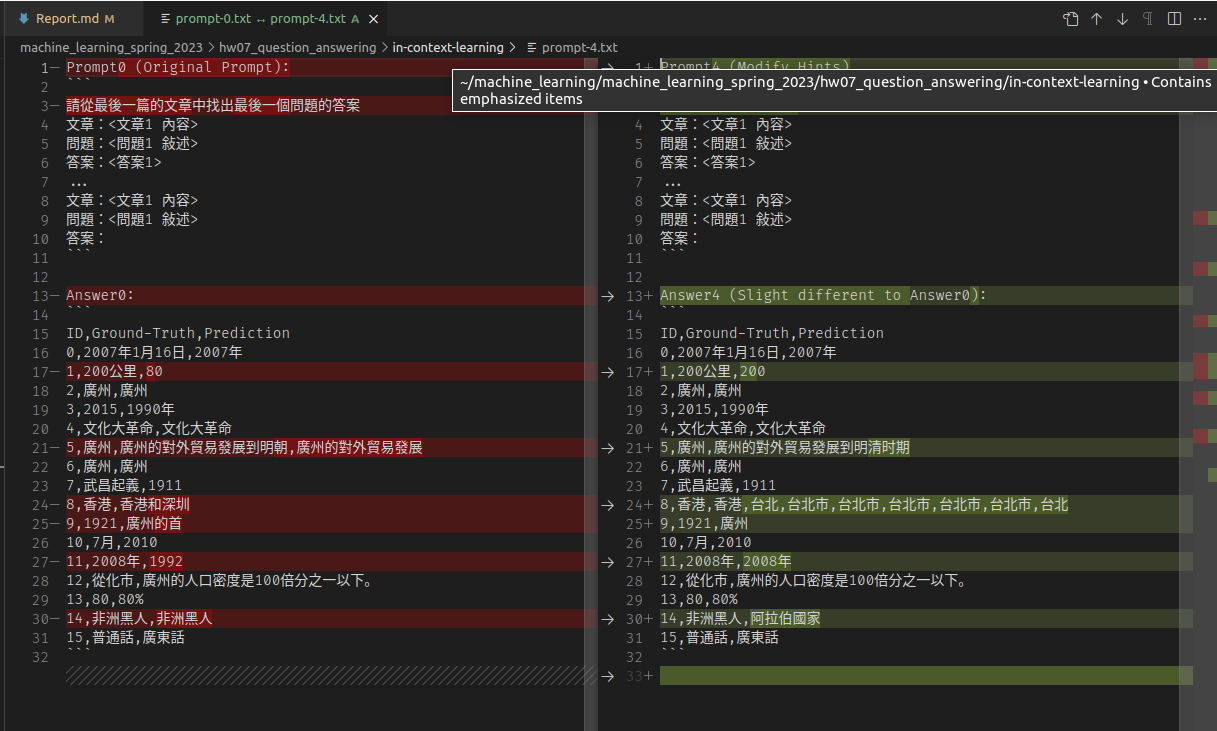 Report.md M
prompt-0.txt ↔ prompt-4.txt A
machine_learning_spring_2023 > hw07_question_answering > in-context-learning > prompt-4.txt
1− Prompt0 (Original Prompt):
2 ```
3− 請從最後一篇的文章中找出最後一個問題的答案
4 文章：<文章1 內容>
5 問題：<問題1 敘述>
6 答案：<答案1>
7 ...
8 文章：<文章1 內容>
9 問題：<問題1 敘述>
10 答案：
11 ```
12
13− Answer0:
14 ```
15 ID,Ground-Truth,Prediction
16 0,2007年1月16日,2007年
17− 1,200公里,80
18 2,廣州,廣州
19 3,2015,1990年
20 4,文化大革命,文化大革命
21− 5,廣州,廣州的對外貿易發展到明朝,廣州的對外貿易發展
22 6,廣州,廣州
23 7,武昌起義,1911
24− 8,香港,香港和深圳
25− 9,1921,廣州的首
26 10,7月,2010
27− 11,2008年,1992
28 12,從化市,廣州的人口密度是100倍分之一以下。
29 13,80,80%
30− 14,非洲黑人,非洲黑人
31 15,普通話,廣東話
32 ```
1+ Prompt4 (Modify Hints)
~/machine_learning/machine_learning_spring_2023/hw07_question_answering/in-context-learning • Contains
emphasized items
4 文章：<文章1 內容>
5 問題：<問題1 敘述>
6 答案：<答案1>
7 ...
8 文章：<文章1 內容>
9 問題：<問題1 敘述>
10 答案：
11 ```
12
13+ Answer4 (Slight different to Answer0):
14 ```
15 ID,Ground-Truth,Prediction
16 0,2007年1月16日,2007年
17+ 1,200公里,200
18 2,廣州,廣州
19 3,2015,1990年
20 4,文化大革命,文化大革命
21+ 5,廣州,廣州的對外貿易發展到明清时期
22 6,廣州,廣州
23 7,武昌起義,1911
24+ 8,香港,香港,台北,台北市,台北市,台北市,台北市,台北市,台北
25+ 9,1921,廣州
26 10,7月,2010
27+ 11,2008年,2008年
28 12,從化市,廣州的人口密度是100倍分之一以下。
29 13,80,80%
30+ 14,非洲黑人,阿拉伯國家
31 15,普通話,廣東話
32 ```
33+